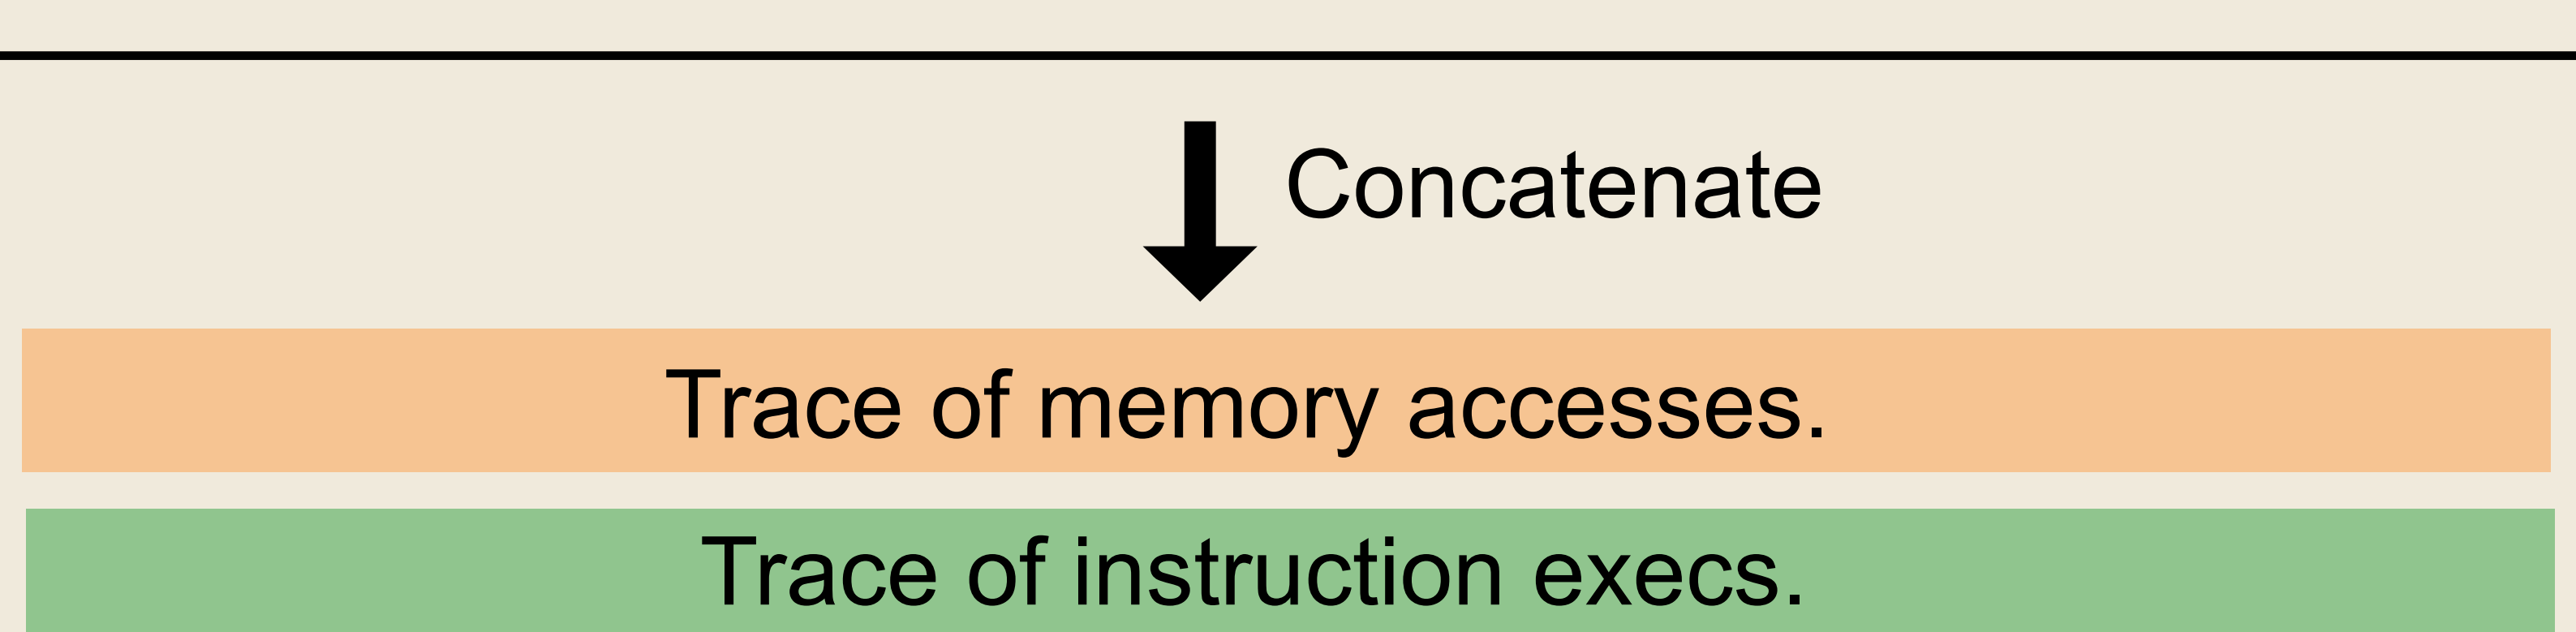 Concatenate
Trace of memory accesses.
Trace of instruction execs.